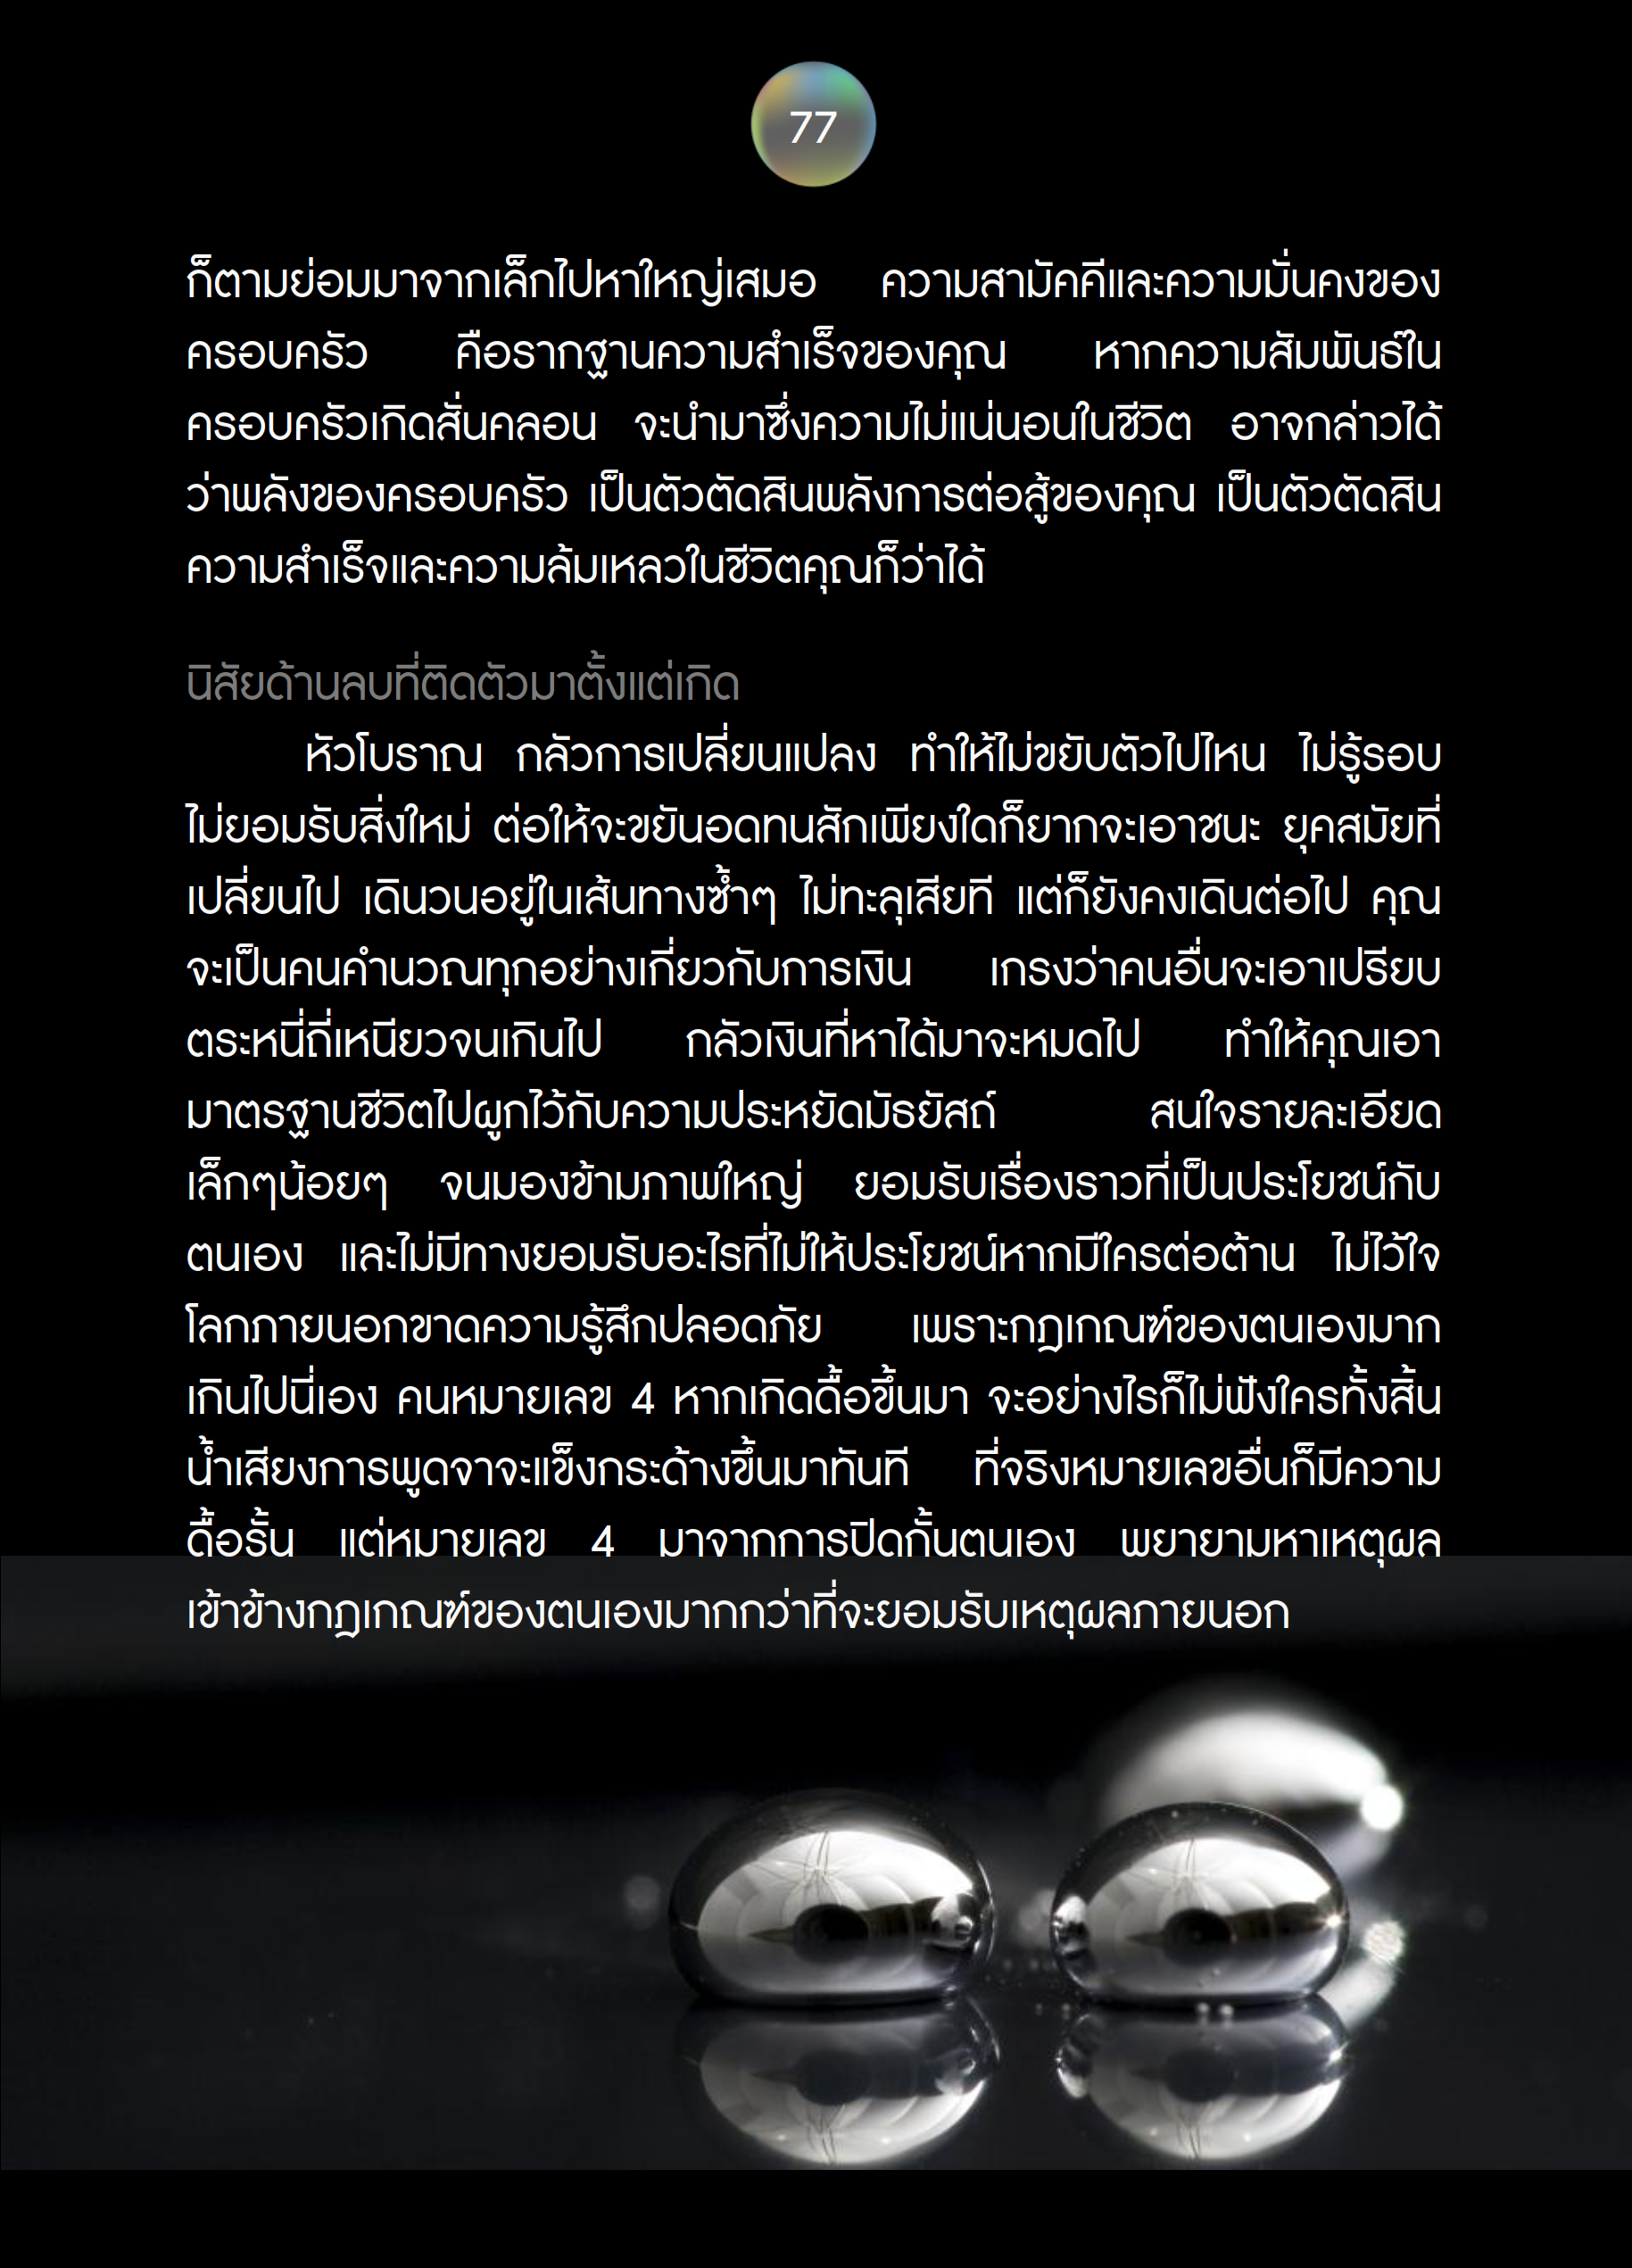 77
ก็ตามย่อมมาจากเล็กไปหาใหญ่เสมอ ความสามัคคีและความมั่นคงของ
ครอบครัว คือรากฐานความสำเร็จของคุณ หากความสัมพันธ์ใน
ครอบครัวเกิดสั่นคลอน จะนำมาซึ่งความไม่แน่นอนในชีวิต อาจกล่าวได้
ว่าพลังของครอบครัว เป็นตัวตัดสินพลังการต่อสู้ของคุณ เป็นตัวตัดสิน
ความสำเร็จและความล้มเหลวในชีวิตคุณก็ว่าได้
นิสัยด้านลบที่ติดตัวมาตั้งแต่เกิด
หัวโบราณ กลัวการเปลี่ยนแปลง ทำให้ไม่ขยับตัวไปไหน ไม่รู้รอบ
ไม่ยอมรับสิ่งใหม่ ต่อให้จะขยันอดทนสักเพียงใดก็ยากจะเอาชนะ ยุคสมัยที่
เปลี่ยนไป เดินวนอยู่ในเส้นทางซ้ำๆ ไม่ทะลุเสียที แต่ก็ยังคงเดินต่อไป คุณ
จะเป็นคนคำนวณทุกอย่างเกี่ยวกับการเงิน เกรงว่าคนอื่นจะเอาเปรียบ
ตระหนี่ถี่เหนียวจนเกินไป กลัวเงินที่หาได้มาจะหมดไป ทำให้คุณเอา
มาตรฐานชีวิตไปผูกไว้กับความประหยัดมัธยัสถ์ สนใจรายละเอียด
เล็กๆน้อยๆ จนมองข้ามภาพใหญ่ ยอมรับเรื่องราวที่เป็นประโยชน์กับ
ตนเอง และไม่มีทางยอมรับอะไรที่ไม่ให้ประโยชน์หากมีใครต่อต้าน ไม่ไว้ใจ
โลกภายนอกขาดความรู้สึกปลอดภัย เพราะกฎเกณฑ์ของตนเองมาก
เกินไปนี่เอง คนหมายเลข 4 หากเกิดดื้อขึ้นมา จะอย่างไรก็ไม่ฟังใครทั้งสิ้น
น้ำเสียงการพูดจาจะแข็งกระด้างขึ้นมาทันที ที่จริงหมายเลขอื่นก็มีความ
ดื้อรั้น แต่หมายเลข 4 มาจากการปิดกั้นตนเอง พยายามหาเหตุผล
เข้าข้างกฎเกณฑ์ของตนเองมากกว่าที่จะยอมรับเหตุผลภายนอก